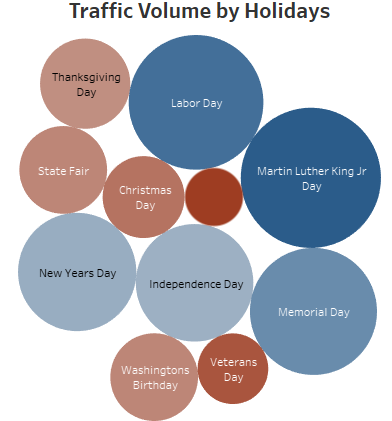 Traffic Volume by Holidays
Thanksgiving
Day
Labor Day
State Fair
Martin Luther King Jr
Day
Christmas
Day
New Years Day
Independence Day
Memorial Day
Washingtons
Birthday
Veterans
Day